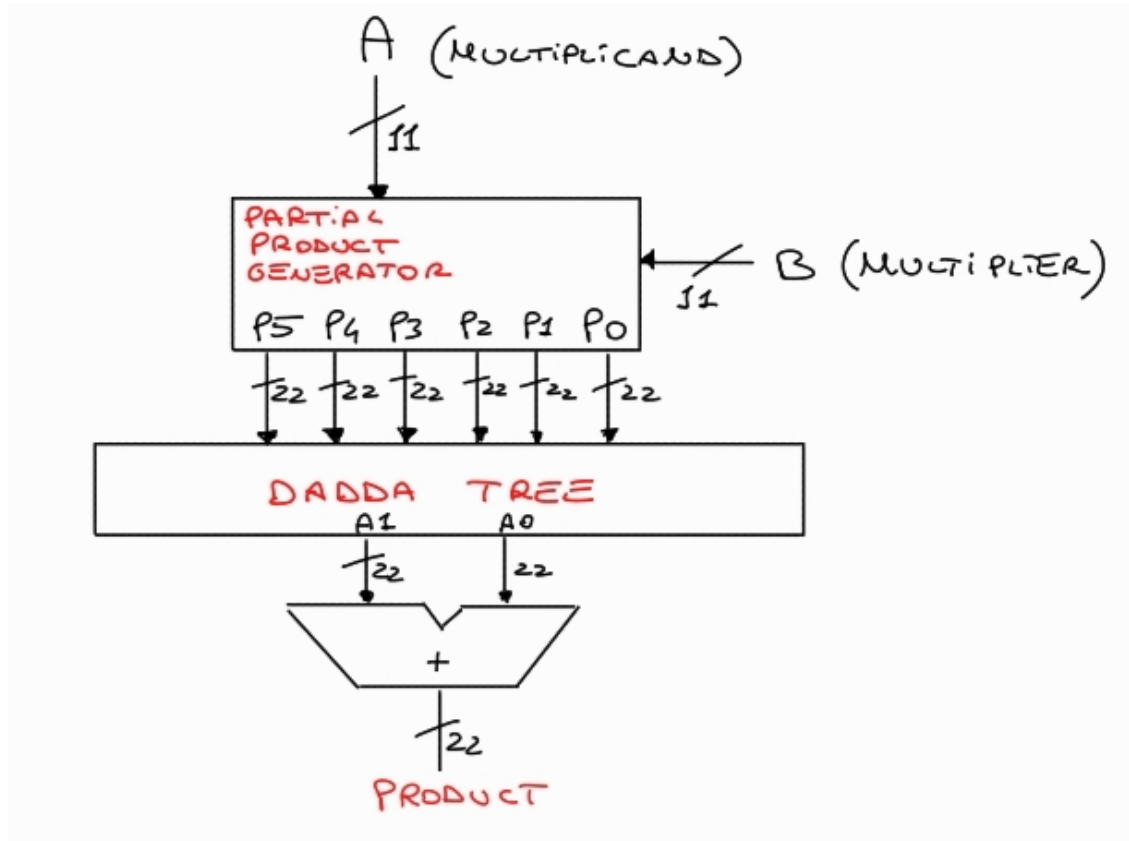 A (MULTIPLICAND)
11
PARTIAL
PRODUCT
GENERATOR
B (MULTIPLIER)
11
P5 P4 P3 P2 P1 P0
22 22 22 22 22 22
DADDA TREE
A1 A0
22 22
+
22
PRODUCT